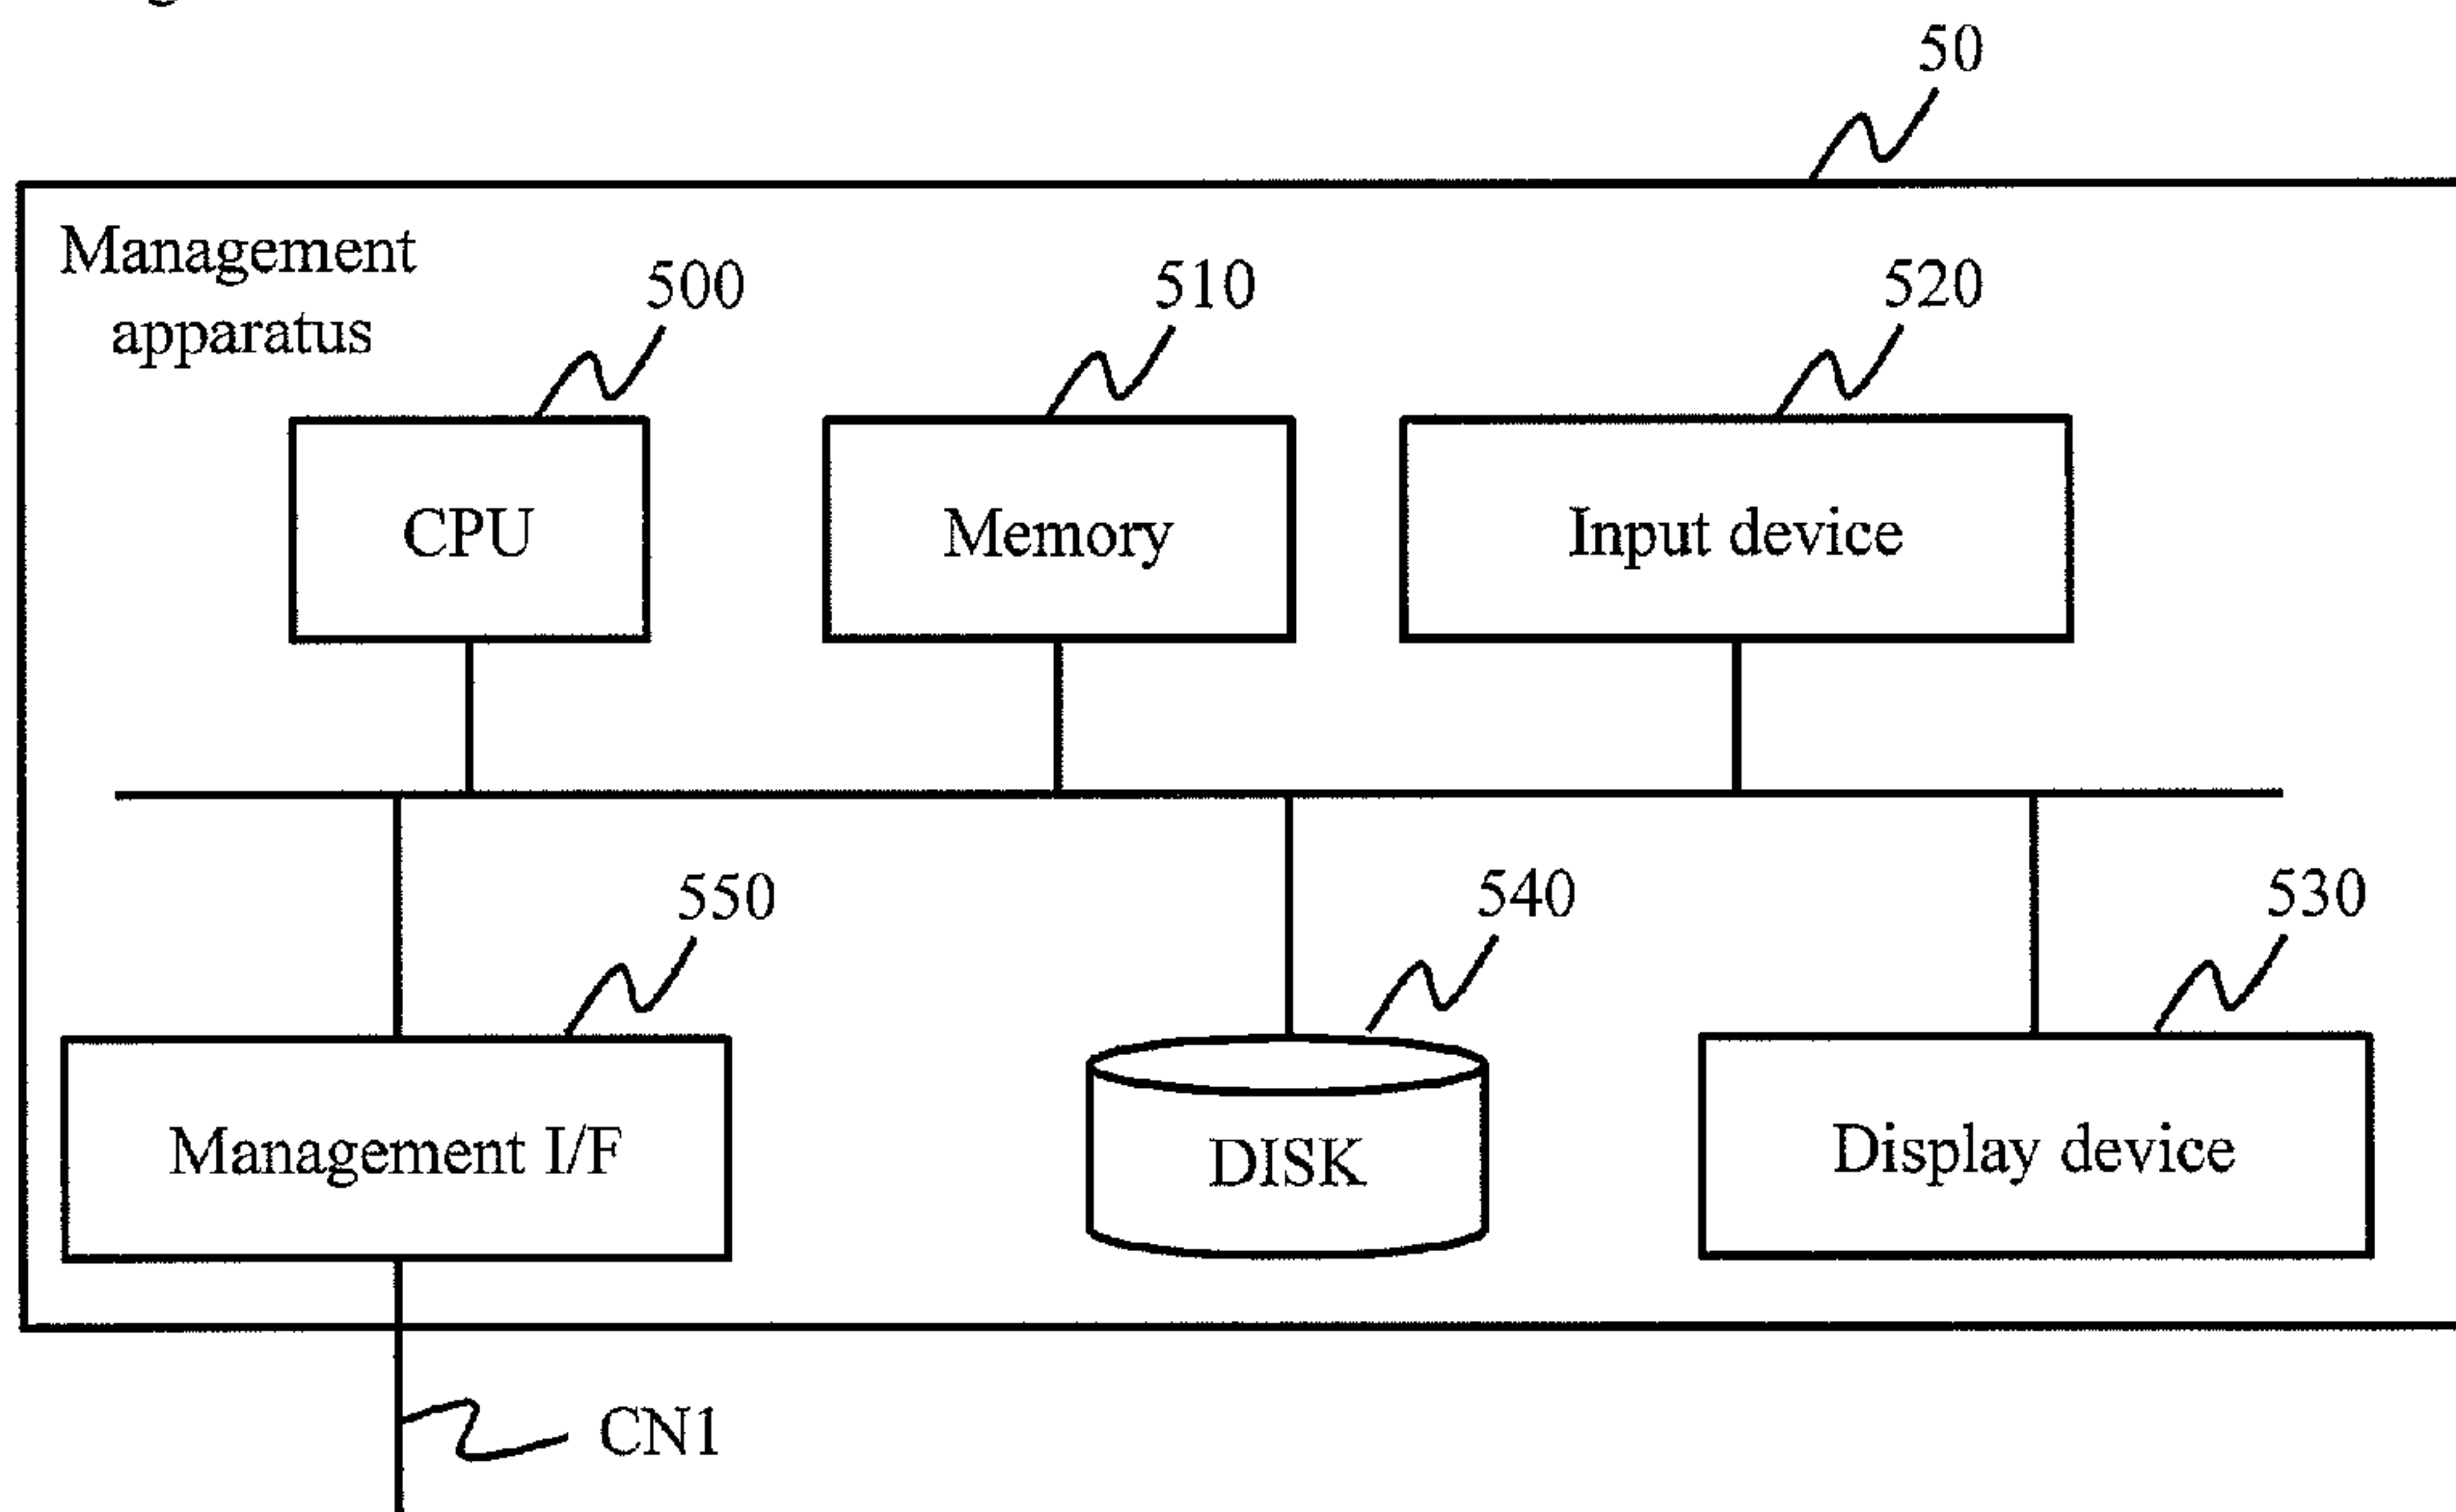 50
Management
apparatus
500
510
520
CPU
Memory
Input device
550
540
530
Management I/F
DISK
Display device
CN1